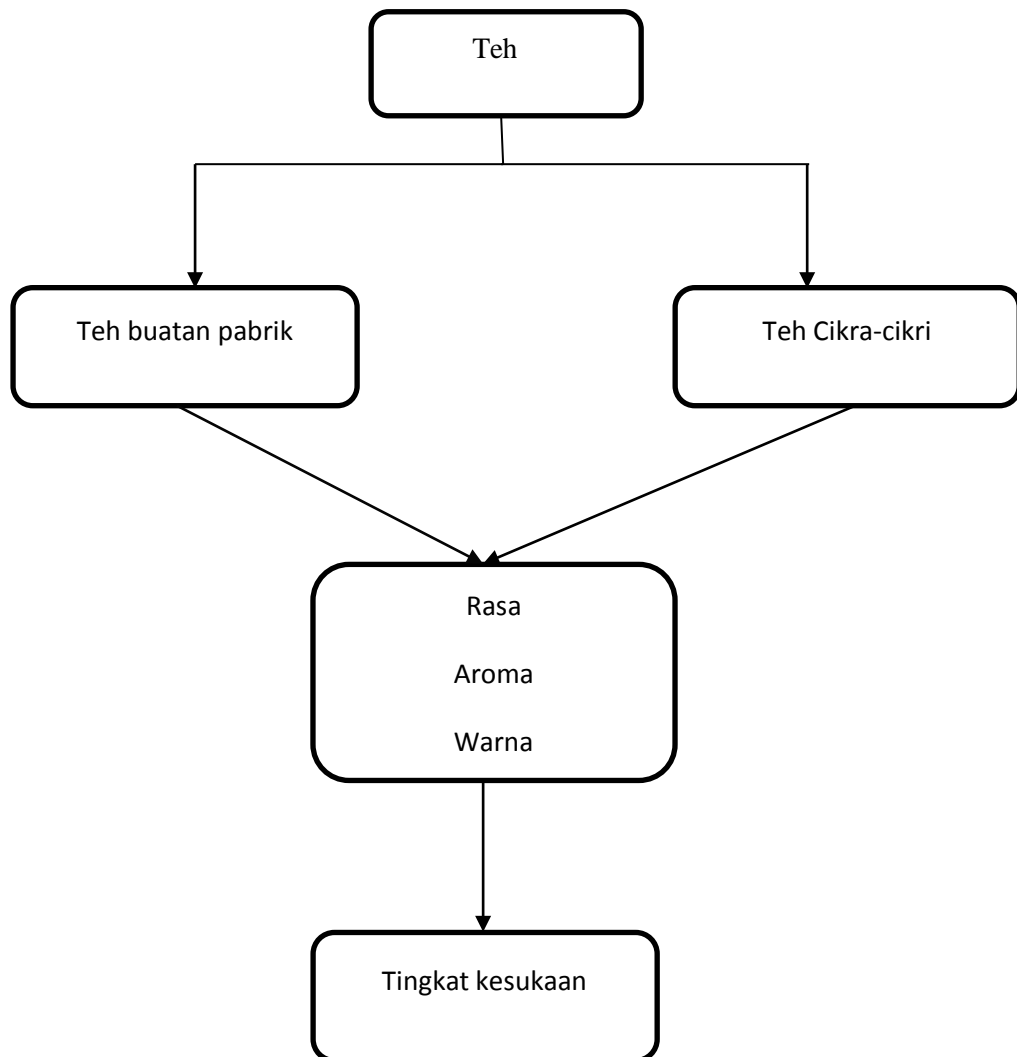 Teh
Teh buatan pabrik
Teh Cikra-cikri
Rasa
Aroma
Warna
Tingkat kesukaan